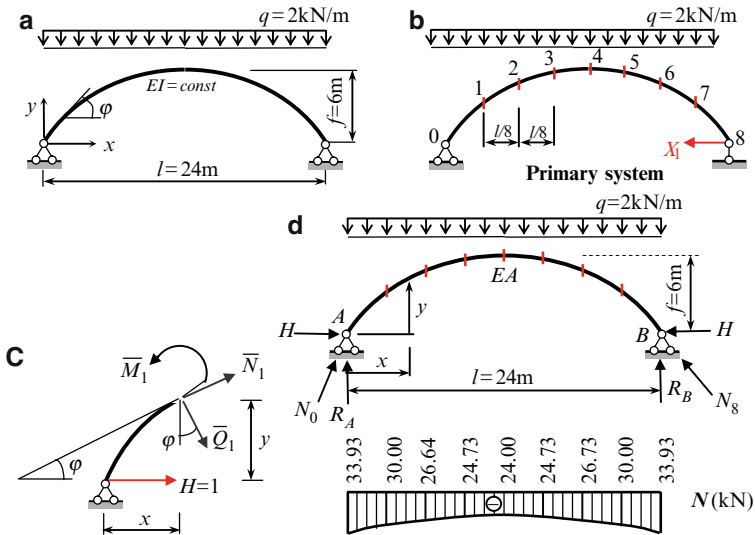 a
q = 2kN/m
EI = const
y
φ
x
f = 6m
l = 24m
b
q = 2kN/m
0
1
2
3
4
5
6
7
8
l/8
l/8
X₁
Primary system
C
M̅₁
N̅₁
Q̅₁
φ
φ
y
H=1
x
d
q = 2kN/m
EA
A
B
H
H
y
x
f = 6m
l = 24m
N₀
R_A
R_B
N₈
33.93
30.00
26.64
24.73
24.00
24.73
26.73
30.00
33.93
−
N (kN)